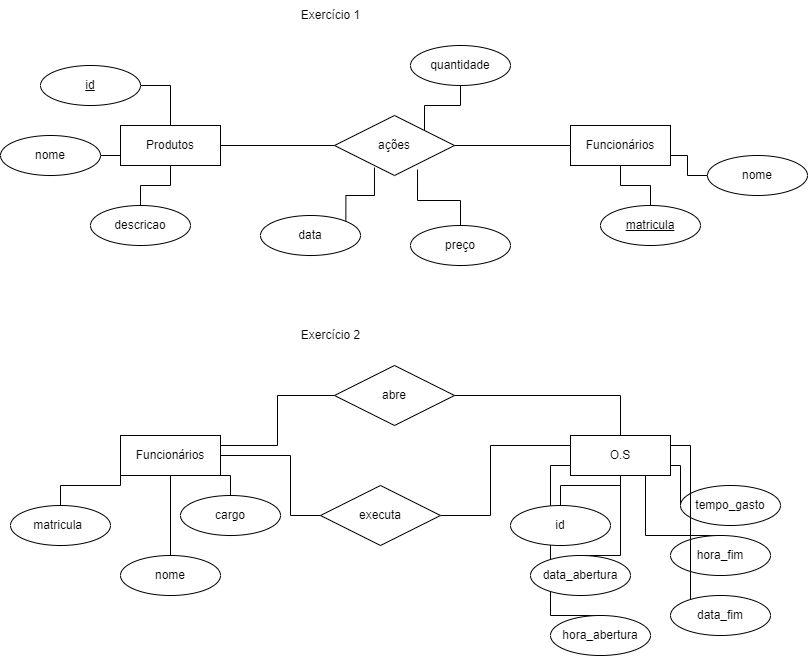 Exercício 1
quantidade
id
Produtos
ações
Funcionários
nome
nome
descricao
data
preço
matricula
Exercício 2
abre
Funcionários
O.S
executa
matricula
cargo
nome
id
tempo_gasto
hora_fim
data_abertura
data_fim
hora_abertura